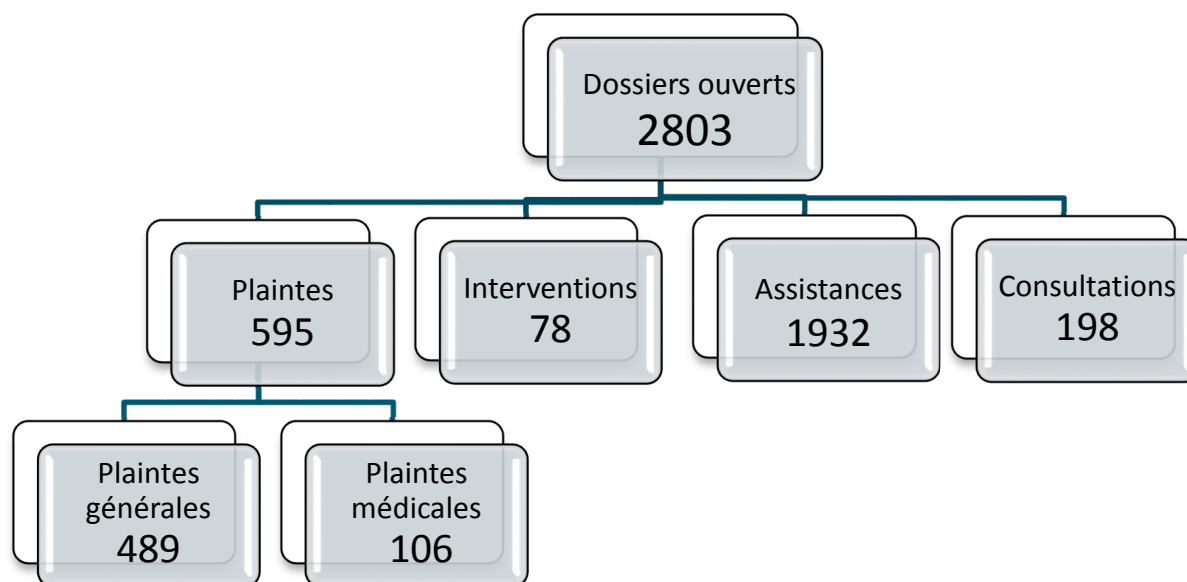 Dossiers ouverts
2803
Plaintes
595
Interventions
78
Assistances
1932
Consultations
198
Plaintes
générales
489
Plaintes
médicales
106